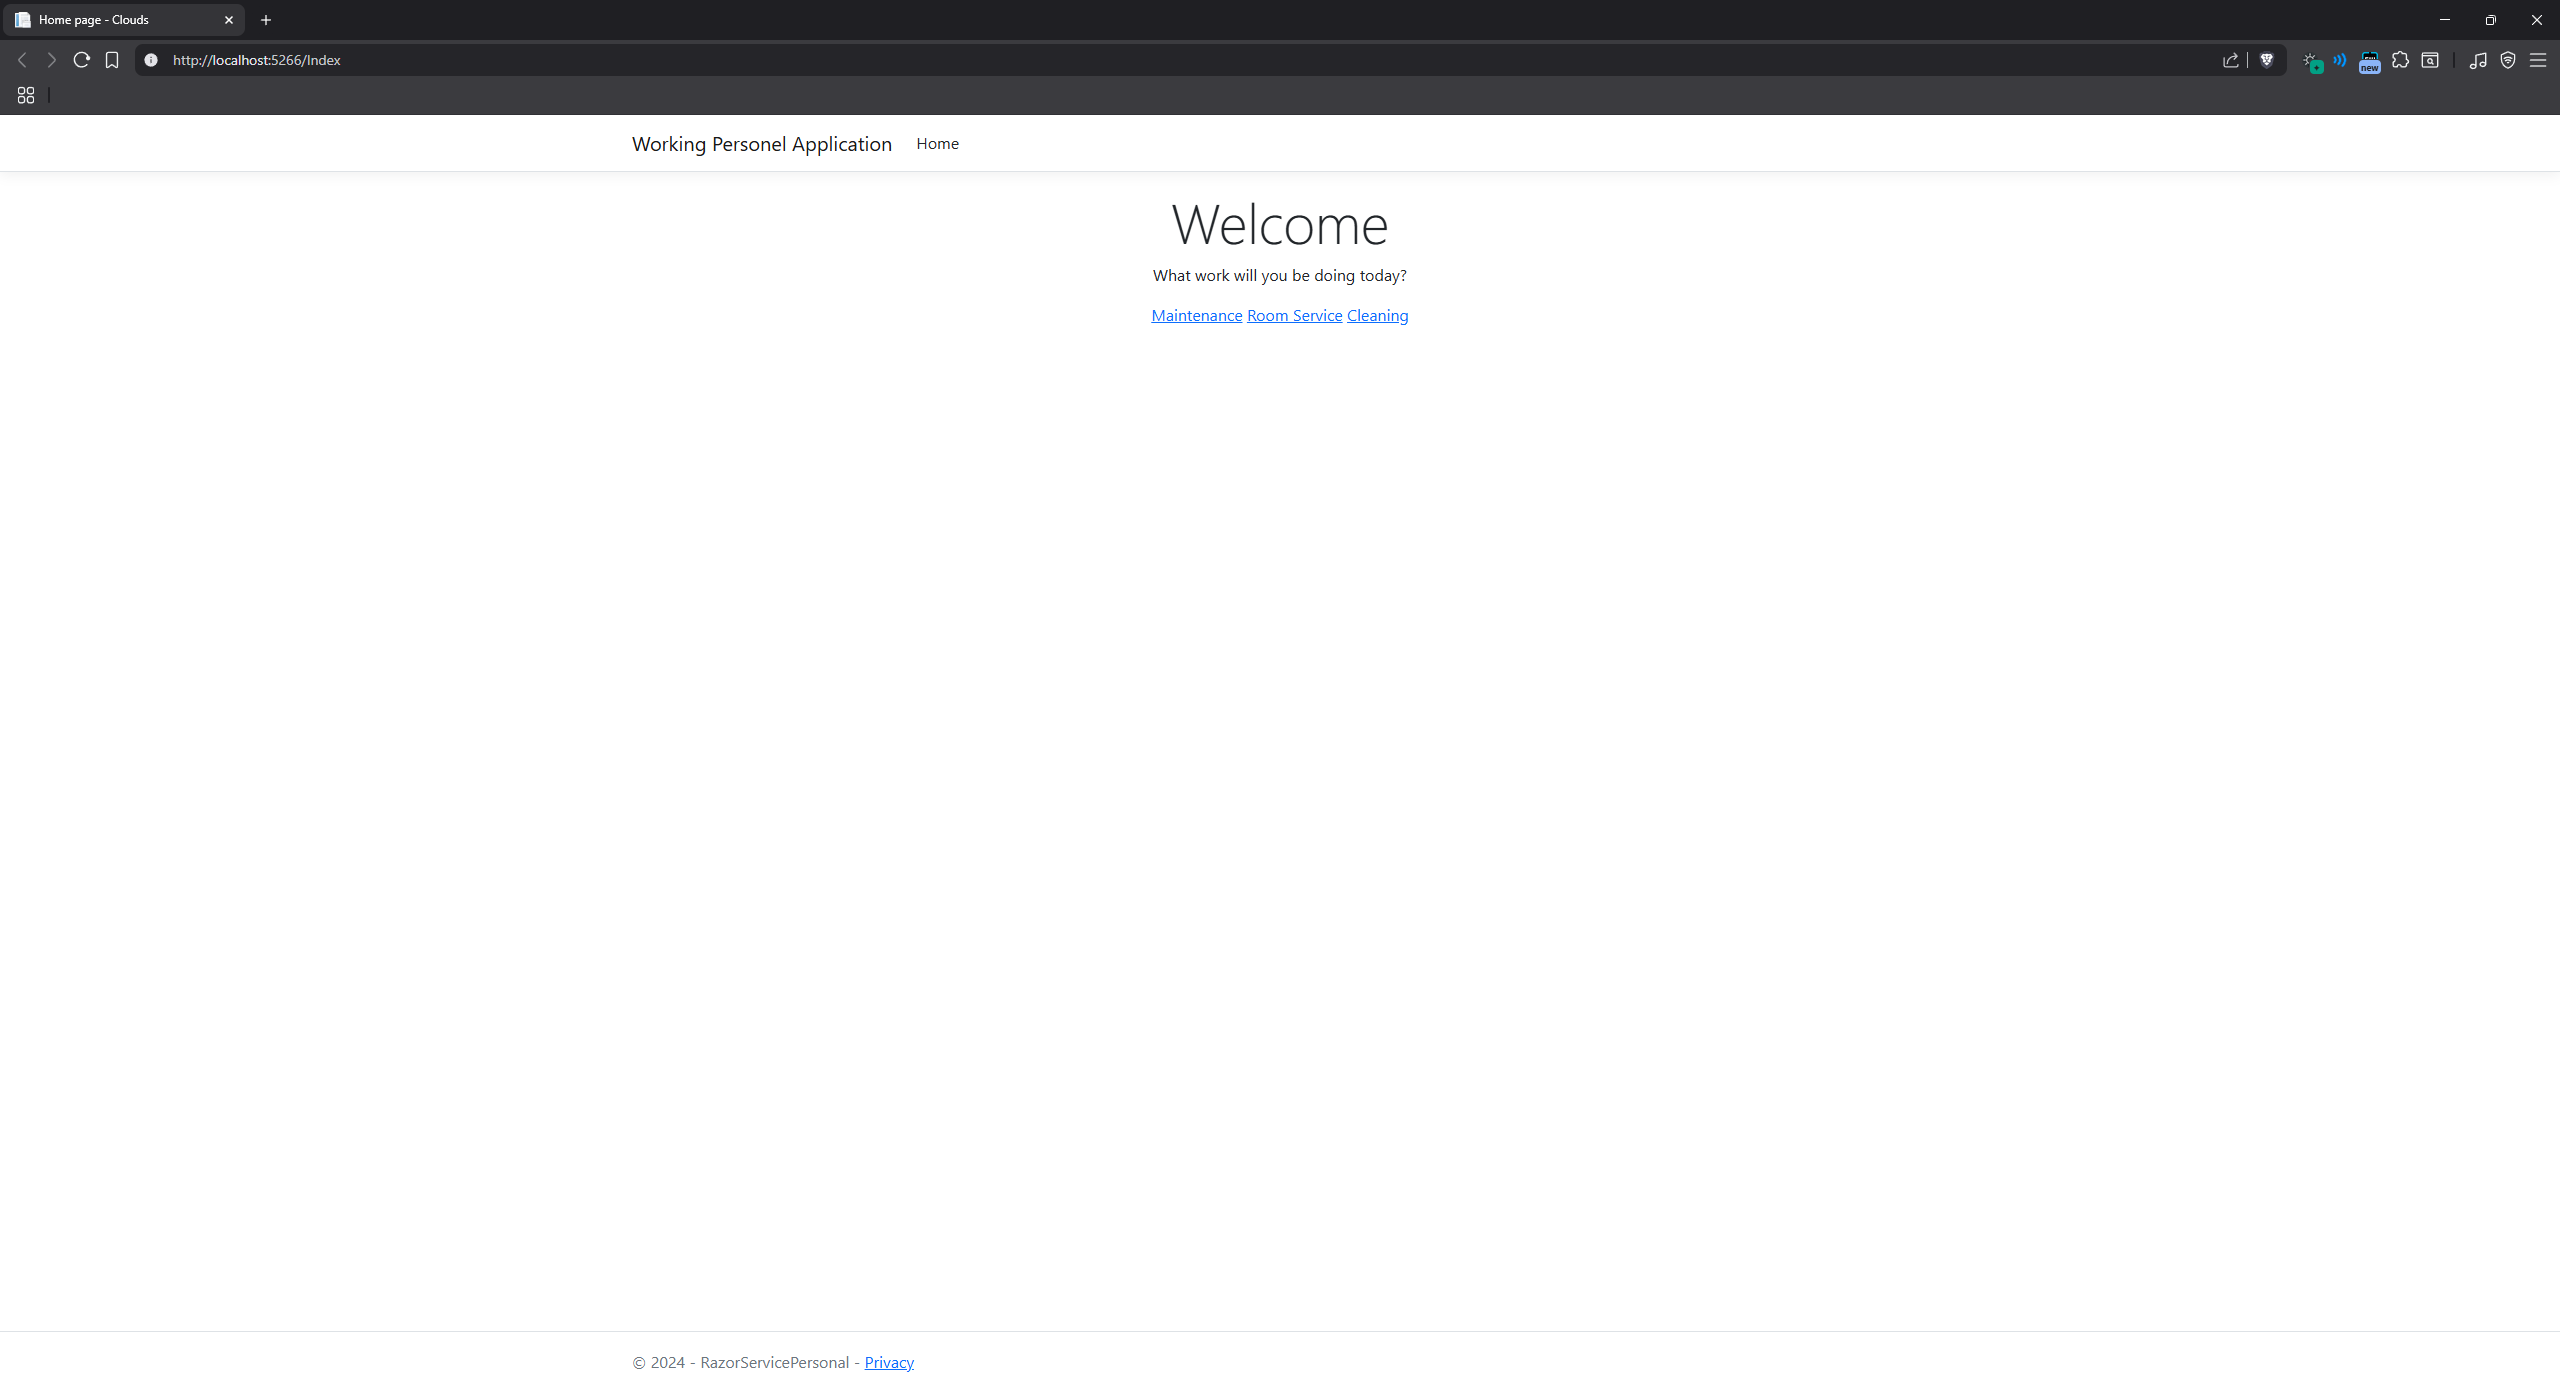 Home page - Clouds
http://localhost:5266/Index
new
Working Personel Application Home
Welcome
What work will you be doing today?
Maintenance Room Service Cleaning
© 2024 - RazorServicePersonal - Privacy